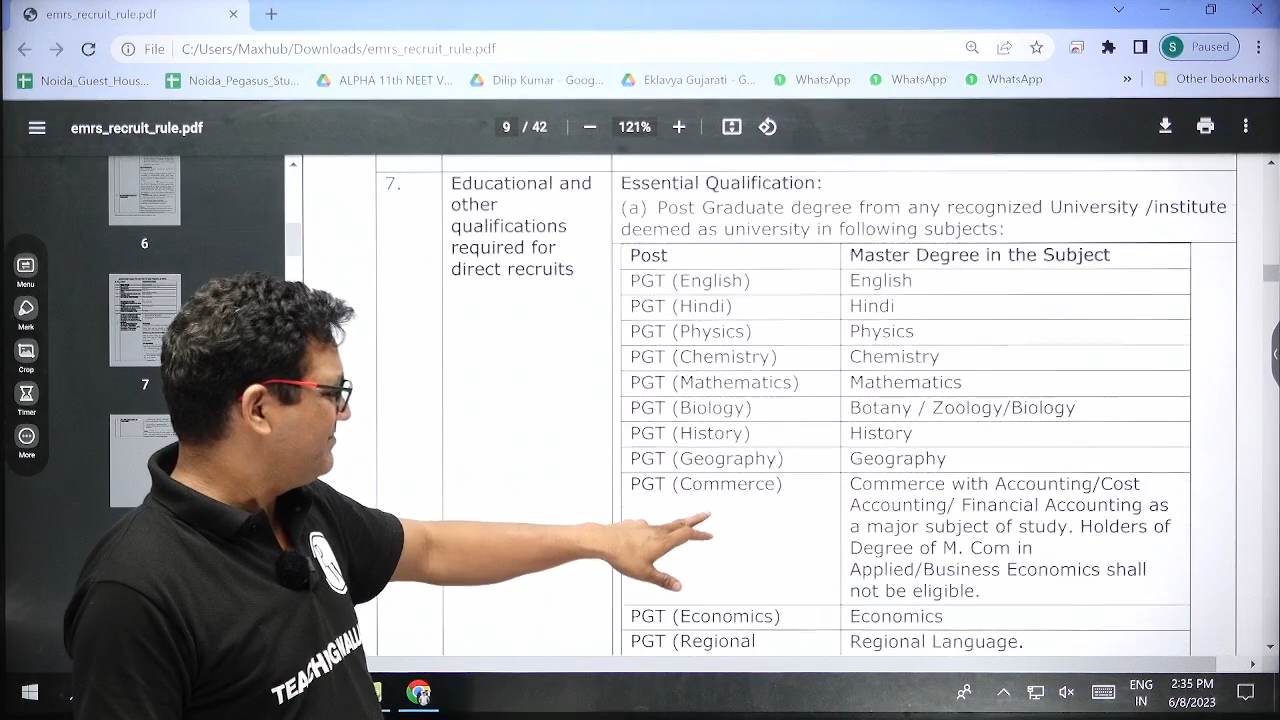 emrs_recruit_rule.pdf
File C:/Users/Maxhub/Downloads/emrs_recruit_rule.pdf
S Paused
Noida_Guest_Hous...
Noida_Pegasus_Stu...
ALPHA 11th NEET V...
Dilip Kumar - Goog...
Eklavya Gujarati - G...
WhatsApp
WhatsApp
WhatsApp
Other bookmarks
emrs_recruit_rule.pdf
9 / 42
121%
6
7
Menu
Mark
Crop
Timer
More
7.
Educational and
other
qualifications
required for
direct recruits
Essential Qualification:
(a) Post Graduate degree from any recognized University /institute
deemed as university in following subjects:
Post Master Degree in the Subject
PGT (English) English
PGT (Hindi) Hindi
PGT (Physics) Physics
PGT (Chemistry) Chemistry
PGT (Mathematics) Mathematics
PGT (Biology) Botany / Zoology/Biology
PGT (History) History
PGT (Geography) Geography
PGT (Commerce) Commerce with Accounting/Cost
Accounting/ Financial Accounting as
a major subject of study. Holders of
Degree of M. Com in
Applied/Business Economics shall
not be eligible.
PGT (Economics) Economics
PGT (Regional Regional Language.
ENG
IN
2:35 PM
6/8/2023